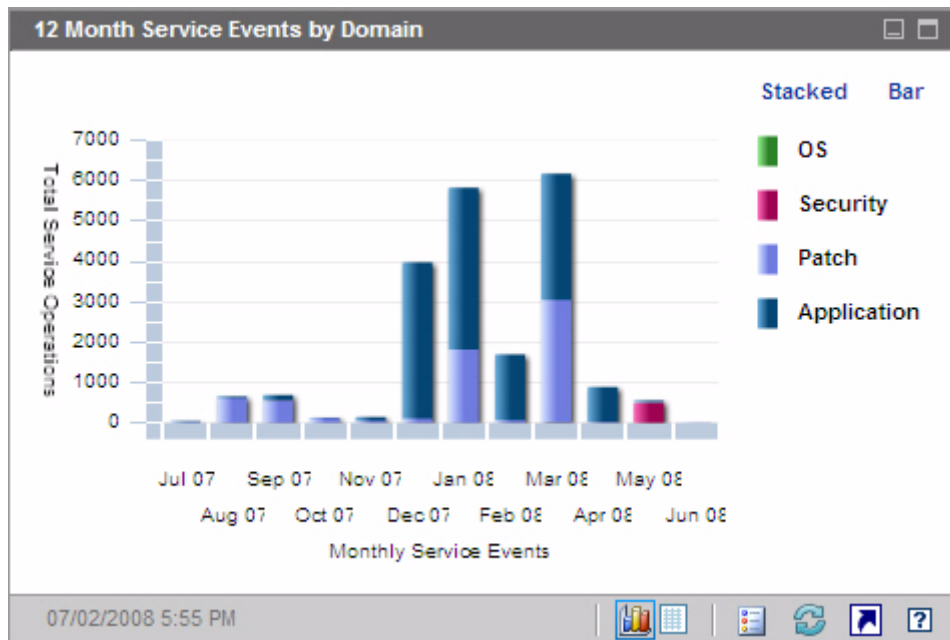 12 Month Service Events by Domain
Stacked Bar
OS
Security
Patch
Application
Total Service Operations
7000
6000
5000
4000
3000
2000
1000
0
Jul 07 Sep 07 Nov 07 Jan 08 Mar 08 May 08
Aug 07 Oct 07 Dec 07 Feb 08 Apr 08 Jun 08
Monthly Service Events
07/02/2008 5:55 PM
?